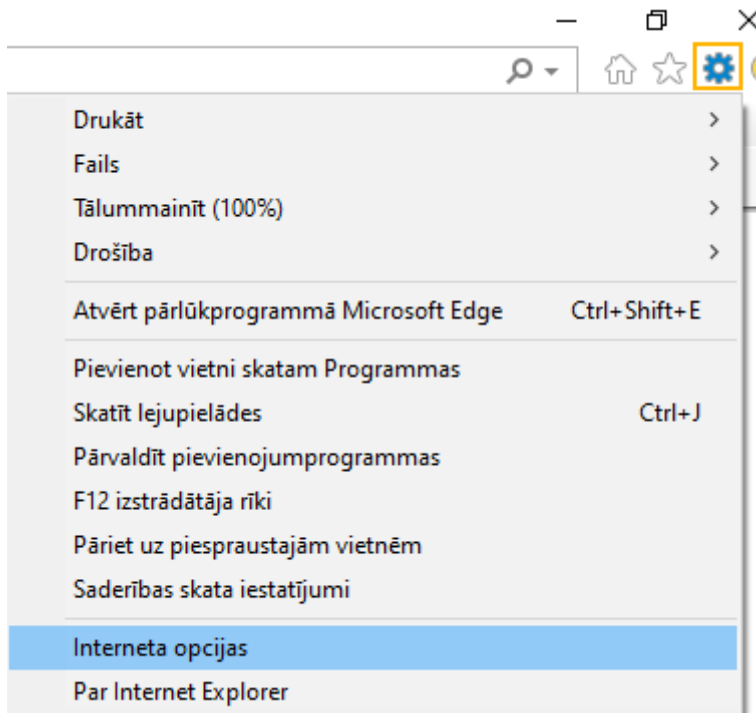 Drukāt
Fails
Tālummainīt (100%)
Drošība
Atvērt pārlūkprogrammā Microsoft Edge Ctrl+Shift+E
Pievienot vietni skatam Programmas
Skatīt lejupielādes Ctrl+J
Pārvaldīt pievienojumprogrammas
F12 izstrādātāja rīki
Pāriet uz piespraustajām vietnēm
Saderības skata iestatījumi
Interneta opcijas
Par Internet Explorer